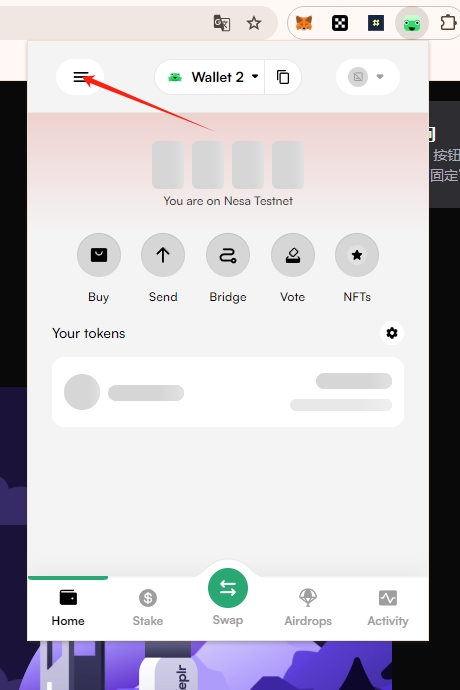 Wallet 2
按钮
固定
You are on Nesa Testnet
Buy
Send
Bridge
Vote
NFTs
Your tokens
Home
Stake
Swap
Airdrops
Activity
eplr